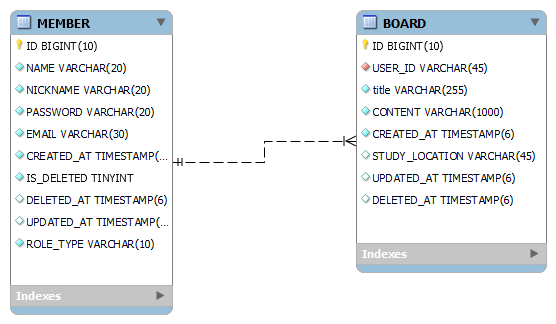 MEMBER
ID BIGINT(10)
NAME VARCHAR(20)
NICKNAME VARCHAR(20)
PASSWORD VARCHAR(20)
EMAIL VARCHAR(30)
CREATED_AT TIMESTAMP(...
IS_DELETED TINYINT
DELETED_AT TIMESTAMP(6)
UPDATED_AT TIMESTAMP(...
ROLE_TYPE VARCHAR(10)
Indexes
BOARD
ID BIGINT(10)
USER_ID VARCHAR(45)
title VARCHAR(255)
CONTENT VARCHAR(1000)
CREATED_AT TIMESTAMP(6)
STUDY_LOCATION VARCHAR(45)
UPDATED_AT TIMESTAMP(6)
DELETED_AT TIMESTAMP(6)
Indexes